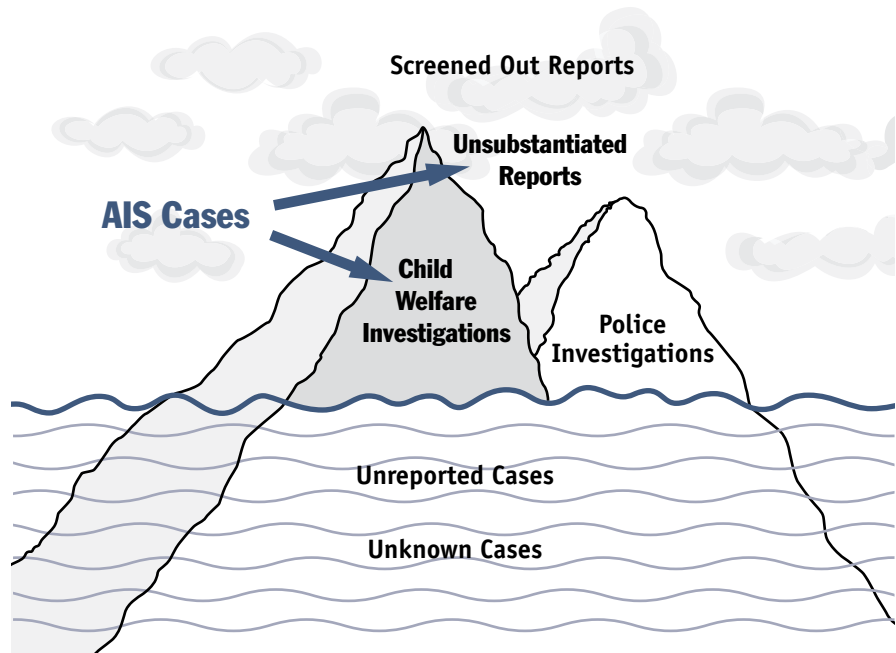 Screened Out Reports
Unsubstantiated
Reports
AIS Cases
Child
Welfare
Investigations
Police
Investigations
Unreported Cases
Unknown Cases